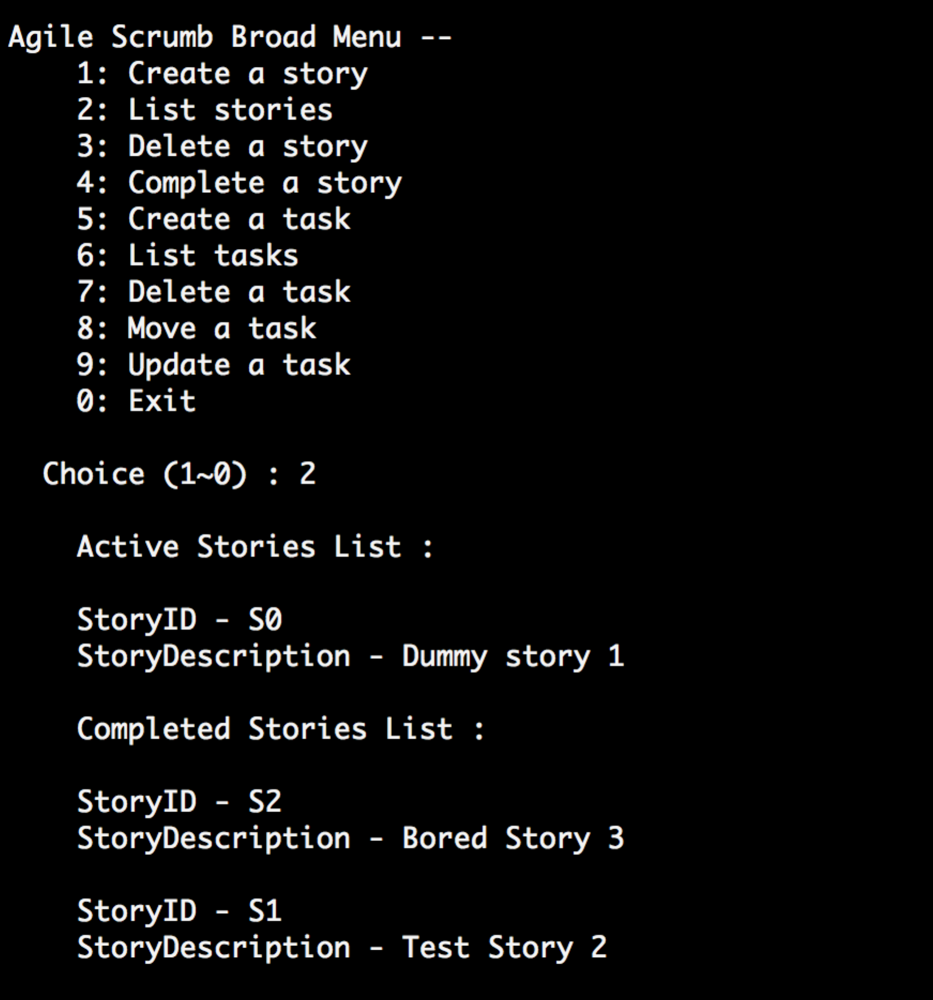 Agile Scrumb Broad Menu --
1: Create a story
2: List stories
3: Delete a story
4: Complete a story
5: Create a task
6: List tasks
7: Delete a task
8: Move a task
9: Update a task
0: Exit
Choice (1~0) : 2
Active Stories List :
StoryID - S0
StoryDescription - Dummy story 1
Completed Stories List :
StoryID - S2
StoryDescription - Bored Story 3
StoryID - S1
StoryDescription - Test Story 2